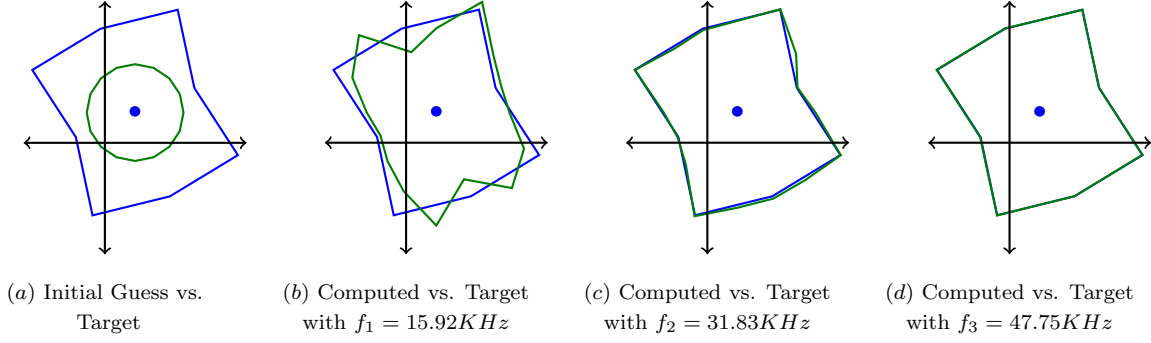 (a) Initial Guess vs.
Target
(b) Computed vs. Target
with f₁ = 15.92KHz
(c) Computed vs. Target
with f₂ = 31.83KHz
(d) Computed vs. Target
with f₃ = 47.75KHz